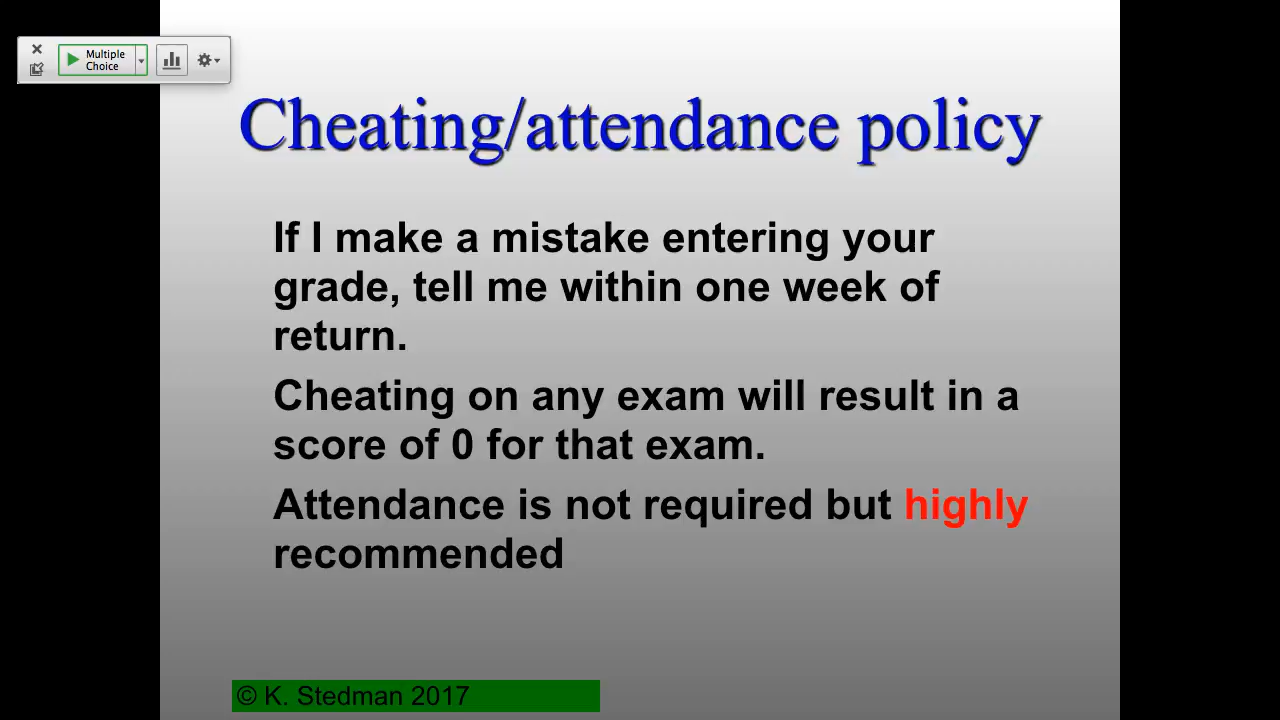 Multiple
Choice
Cheating/attendance policy
If I make a mistake entering your
grade, tell me within one week of
return.
Cheating on any exam will result in a
score of 0 for that exam.
Attendance is not required but highly
recommended
© K. Stedman 2017